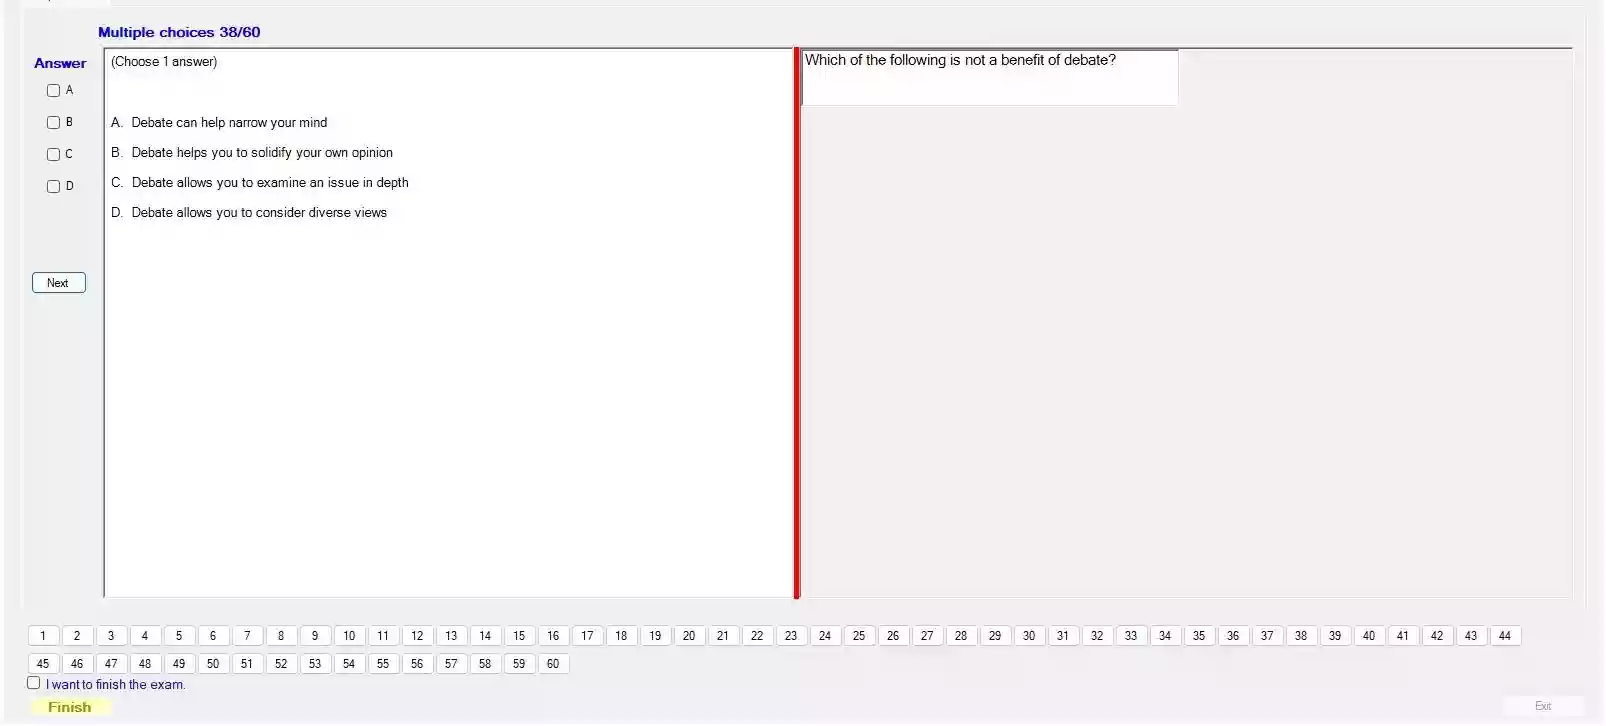 Multiple choices 38/60
Answer
A
B
C
D
Next
(Choose 1 answer)
A. Debate can help narrow your mind
B. Debate helps you to solidify your own opinion
C. Debate allows you to examine an issue in depth
D. Debate allows you to consider diverse views
Which of the following is not a benefit of debate?
1 2 3 4 5 6 7 8 9 10 11 12 13 14 15 16 17 18 19 20 21 22 23 24 25 26 27 28 29 30 31 32 33 34 35 36 37 38 39 40 41 42 43 44
45 46 47 48 49 50 51 52 53 54 55 56 57 58 59 60
I want to finish the exam.
Finish
Exit